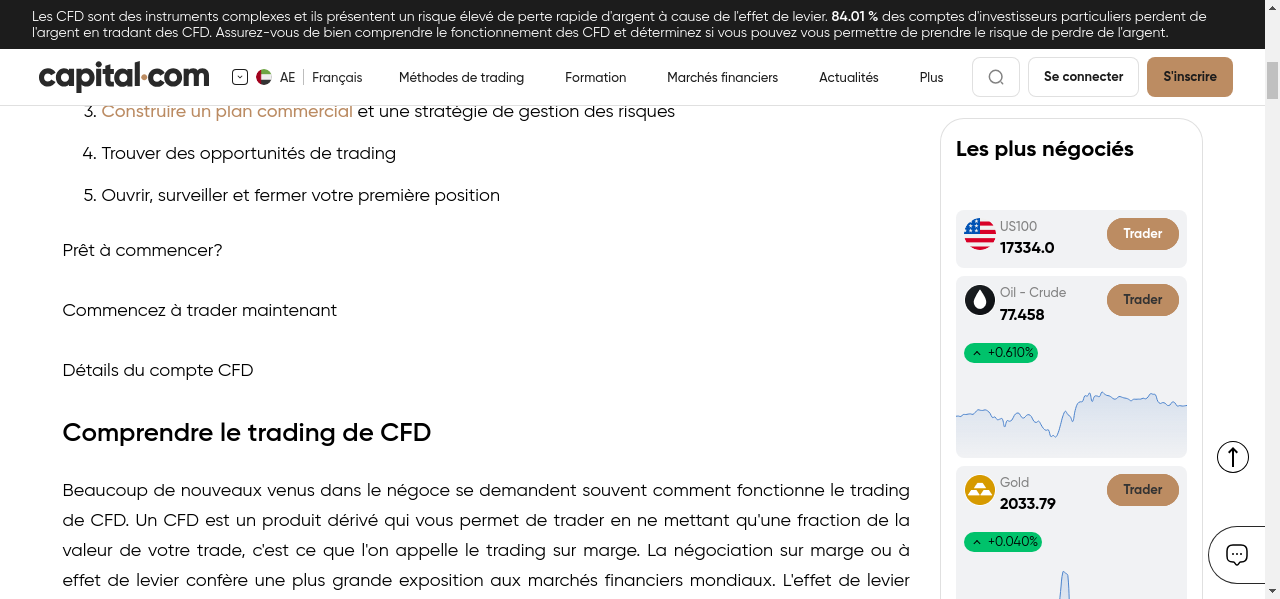 Les CFD sont des instruments complexes et ils présentent un risque élevé de perte rapide d'argent à cause de l'effet de levier. 84.01 % des comptes d'investisseurs particuliers perdent de
l'argent en tradant des CFD. Assurez-vous de bien comprendre le fonctionnement des CFD et déterminez si vous pouvez vous permettre de prendre le risque de perdre de l'argent.
capital.com
AE
Français
Méthodes de trading
Formation
Marchés financiers
Actualités
Plus
Se connecter
S'inscrire
3. Construire un plan commercial et une stratégie de gestion des risques
4. Trouver des opportunités de trading
5. Ouvrir, surveiller et fermer votre première position
Prêt à commencer?
Commencez à trader maintenant
Détails du compte CFD
Comprendre le trading de CFD
Beaucoup de nouveaux venus dans le négoce se demandent souvent comment fonctionne le trading
de CFD. Un CFD est un produit dérivé qui vous permet de trader en ne mettant qu'une fraction de la
valeur de votre trade, c'est ce que l'on appelle le trading sur marge. La négociation sur marge ou à
effet de levier confère une plus grande exposition aux marchés financiers mondiaux. L'effet de levier
Les plus négociés
US100
17334.0
Trader
Oil - Crude
77.458
Trader
+0.610%
Gold
2033.79
Trader
+0.040%